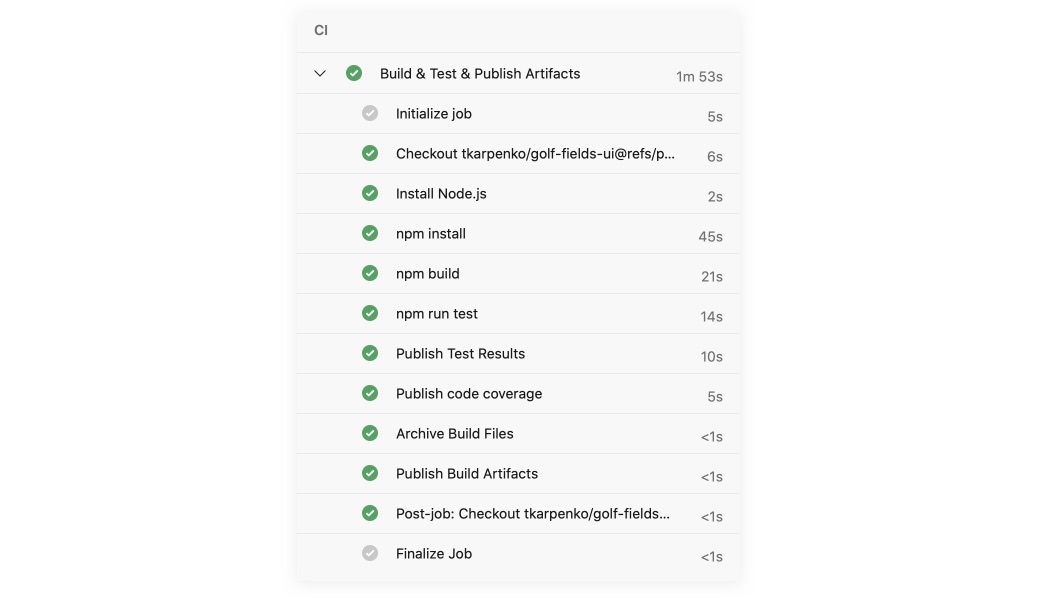 CI
Build & Test & Publish Artifacts 1m 53s
Initialize job 5s
Checkout tkarpenko/golf-fields-ui@refs/p... 6s
Install Node.js 2s
npm install 45s
npm build 21s
npm run test 14s
Publish Test Results 10s
Publish code coverage 5s
Archive Build Files <1s
Publish Build Artifacts <1s
Post-job: Checkout tkarpenko/golf-fields... <1s
Finalize Job <1s